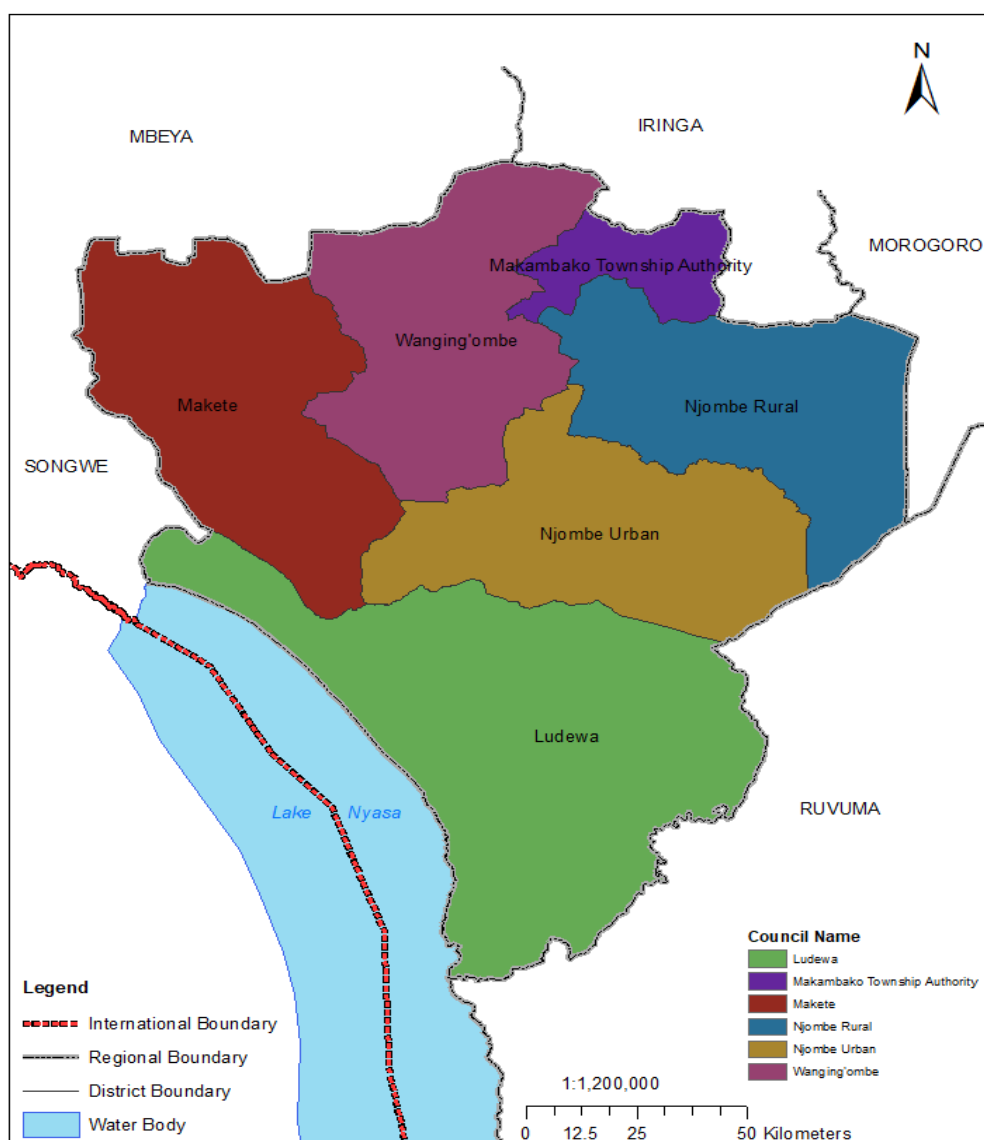 N
IRINGA
MBEYA
MOROGORO
Makambako Township Authority
Wanging'ombe
Makete
Njombe Rural
SONGWE
Njombe Urban
Ludewa
Lake Nyasa
RUVUMA
Council Name
Ludewa
Makambako Township Authority
Makete
Njombe Rural
Njombe Urban
Wanging'ombe
Legend
International Boundary
Regional Boundary
District Boundary
Water Body
1:1,200,000
0 12.5 25 50 Kilometers